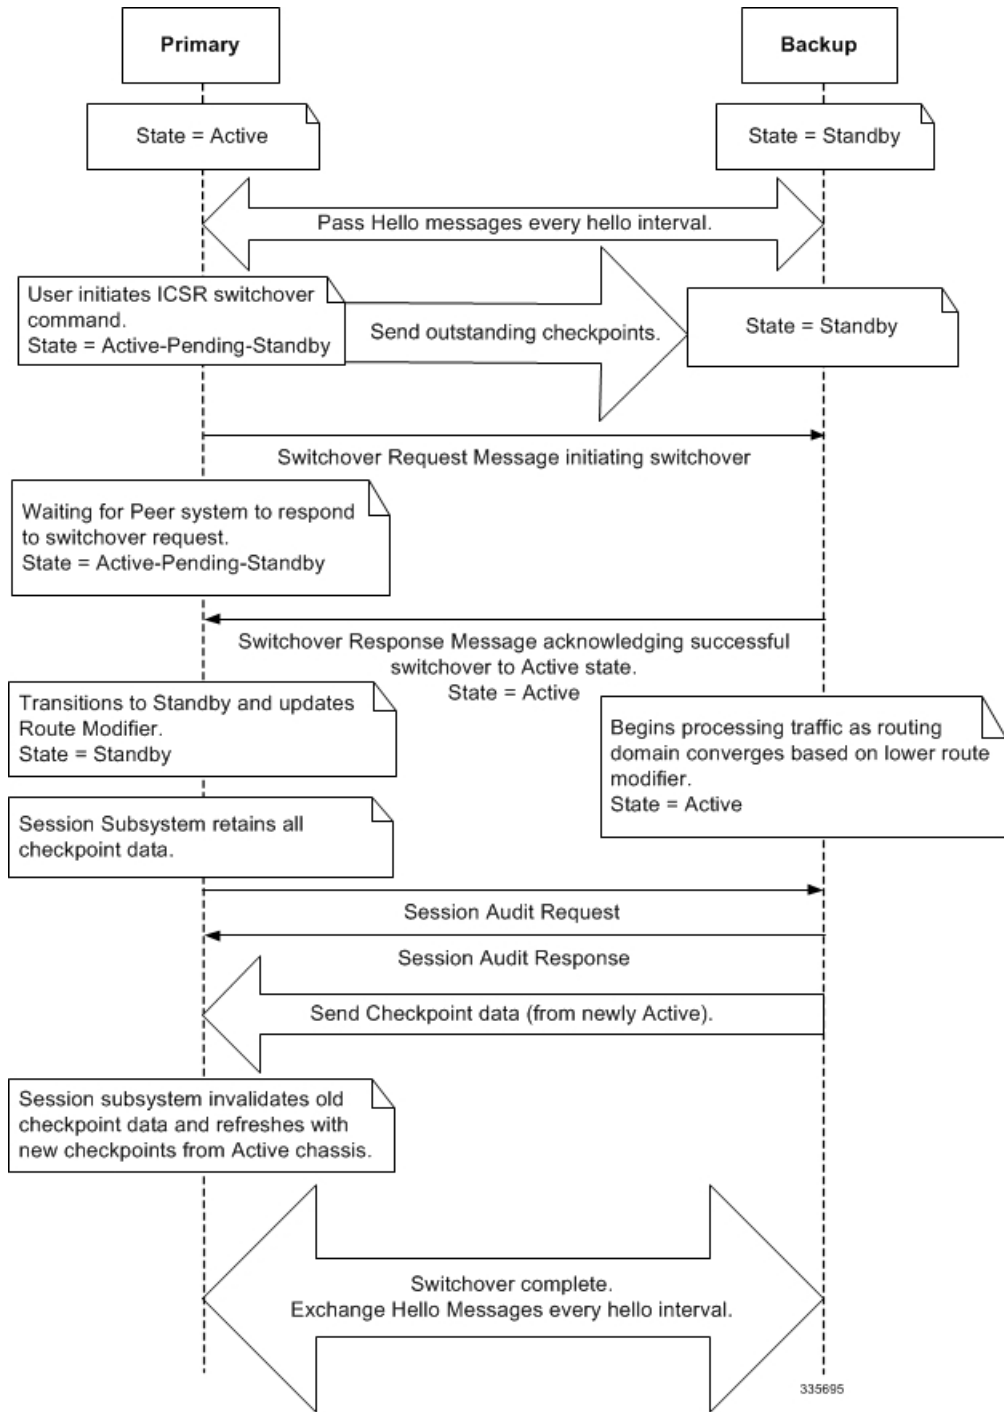 Primary
Backup
State = Active
State = Standby
Pass Hello messages every hello interval.
User initiates ICSR switchover
command.
State = Active-Pending-Standby
Send outstanding checkpoints.
State = Standby
Switchover Request Message initiating switchover
Waiting for Peer system to respond
to switchover request.
State = Active-Pending-Standby
Switchover Response Message acknowledging successful
switchover to Active state.
State = Active
Transitions to Standby and updates
Route Modifier.
State = Standby
Begins processing traffic as routing
domain converges based on lower route
modifier.
State = Active
Session Subsystem retains all
checkpoint data.
Session Audit Request
Session Audit Response
Send Checkpoint data (from newly Active).
Session subsystem invalidates old
checkpoint data and refreshes with
new checkpoints from Active chassis.
Switchover complete.
Exchange Hello Messages every hello interval.
335695